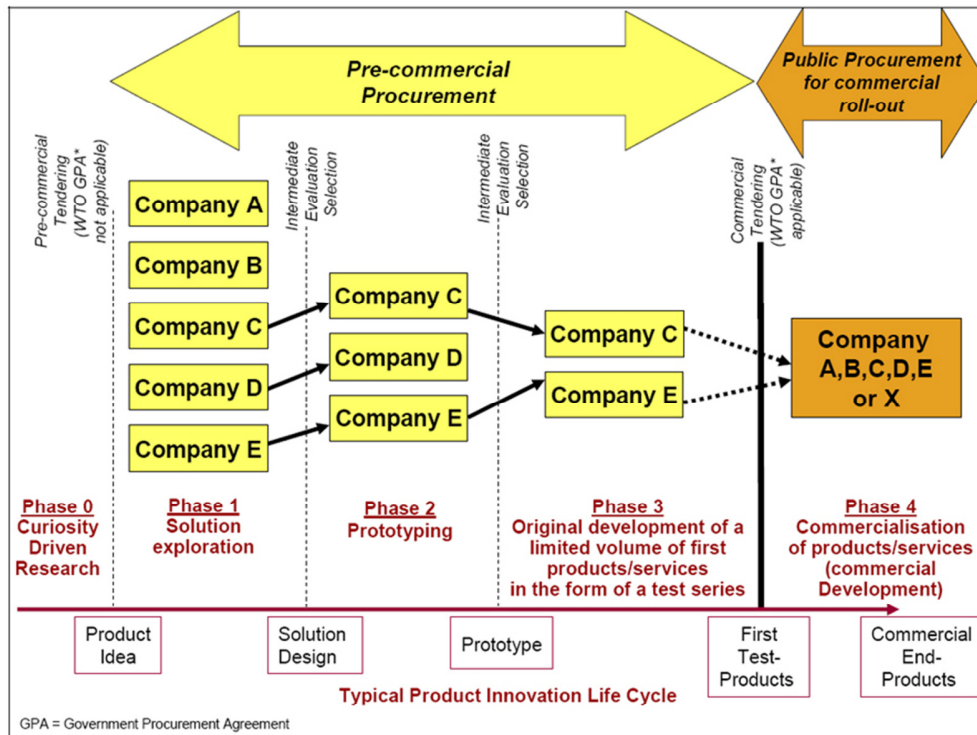 Pre-commercial
Procurement
Public Procurement
for commercial
roll-out
Pre-commercial
Tendering
(WTO GPA*
not applicable)
Intermediate
Evaluation
Selection
Intermediate
Evaluation
Selection
Commercial
Tendering
(WTO GPA*
applicable)
Company A
Company B
Company C
Company D
Company E
Company C
Company D
Company E
Company C
Company E
Company
A,B,C,D,E
or X
Phase 0
Curiosity
Driven
Research
Phase 1
Solution
exploration
Phase 2
Prototyping
Phase 3
Original development of a
limited volume of first
products/services
in the form of a test series
Phase 4
Commercialisation
of products/services
(commercial
Development)
Product
Idea
Solution
Design
Prototype
First
Test-
Products
Commercial
End-
Products
Typical Product Innovation Life Cycle
GPA = Government Procurement Agreement